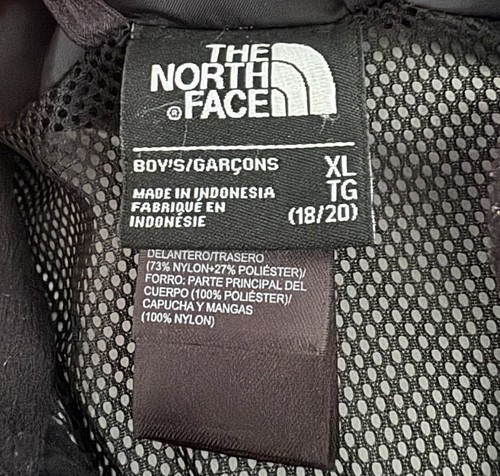 THE
NORTH
FACE
®
BOY'S/GARÇONS XL
TG
MADE IN INDONESIA
FABRIQUÉ EN
INDONÉSIE (18/20)
DELANTERO/TRASERO
(73% NYLON+27% POLIÉSTER)/
FORRO: PARTE PRINCIPAL DEL
CUERPO (100% POLIÉSTER)/
CAPUCHA Y MANGAS
(100% NYLON)